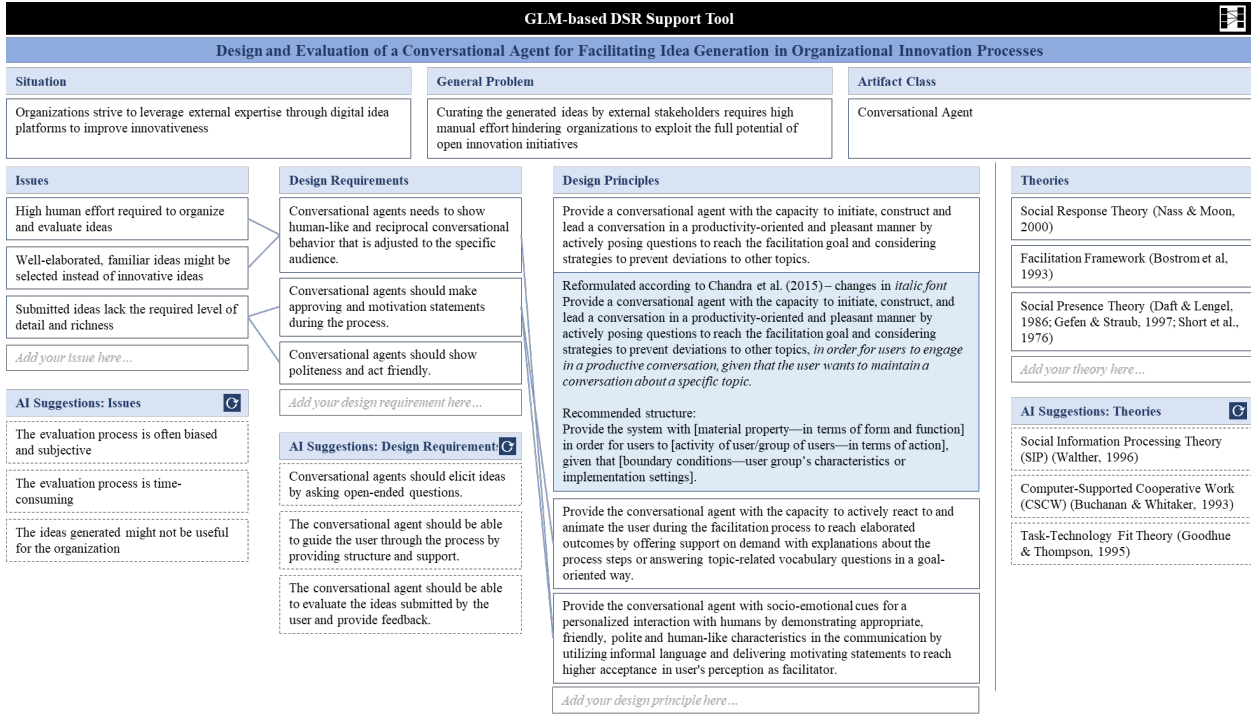 GLM-based DSR Support Tool
Design and Evaluation of a Conversational Agent for Facilitating Idea Generation in Organizational Innovation Processes
Situation
Organizations strive to leverage external expertise through digital idea
platforms to improve innovativeness
General Problem
Curating the generated ideas by external stakeholders requires high
manual effort hindering organizations to exploit the full potential of
open innovation initiatives
Artifact Class
Conversational Agent
Issues
High human effort required to organize
and evaluate ideas
Well-elaborated, familiar ideas might be
selected instead of innovative ideas
Submitted ideas lack the required level of
detail and richness
Add your issue here…
AI Suggestions: Issues
The evaluation process is often biased
and subjective
The evaluation process is time-
consuming
The ideas generated might not be useful
for the organization
Design Requirements
Conversational agents needs to show
human-like and reciprocal conversational
behavior that is adjusted to the specific
audience.
Conversational agents should make
approving and motivation statements
during the process.
Conversational agents should show
politeness and act friendly.
Add your design requirement here…
AI Suggestions: Design Requirements
Conversational agents should elicit ideas
by asking open-ended questions.
The conversational agent should be able
to guide the user through the process by
providing structure and support.
The conversational agent should be able
to evaluate the ideas submitted by the
user and provide feedback.
Design Principles
Provide a conversational agent with the capacity to initiate, construct and
lead a conversation in a productivity-oriented and pleasant manner by
actively posing questions to reach the facilitation goal and considering
strategies to prevent deviations to other topics.
Reformulated according to Chandra et al. (2015) – changes in italic font
Provide a conversational agent with the capacity to initiate, construct, and
lead a conversation in a productivity-oriented and pleasant manner by
actively posing questions to reach the facilitation goal and considering
strategies to prevent deviations to other topics, in order for users to engage
in a productive conversation, given that the user wants to maintain a
conversation about a specific topic.
Recommended structure:
Provide the system with [material property—in terms of form and function]
in order for users to [activity of user/group of users—in terms of action],
given that [boundary conditions—user group's characteristics or
implementation settings].
Provide the conversational agent with the capacity to actively react to and
animate the user during the facilitation process to reach elaborated
outcomes by offering support on demand with explanations about the
process steps or answering topic-related vocabulary questions in a goal-
oriented way.
Provide the conversational agent with socio-emotional cues for a
personalized interaction with humans by demonstrating appropriate,
friendly, polite and human-like characteristics in the communication by
utilizing informal language and delivering motivating statements to reach
higher acceptance in user's perception as facilitator.
Add your design principle here…
Theories
Social Response Theory (Nass & Moon,
2000)
Facilitation Framework (Bostrom et al,
1993)
Social Presence Theory (Daft & Lengel,
1986; Gefen & Straub, 1997; Short et al.,
1976)
Add your theory here…
AI Suggestions: Theories
Social Information Processing Theory
(SIP) (Walther, 1996)
Computer-Supported Cooperative Work
(CSCW) (Buchanan & Whitaker, 1993)
Task-Technology Fit Theory (Goodhue
& Thompson, 1995)